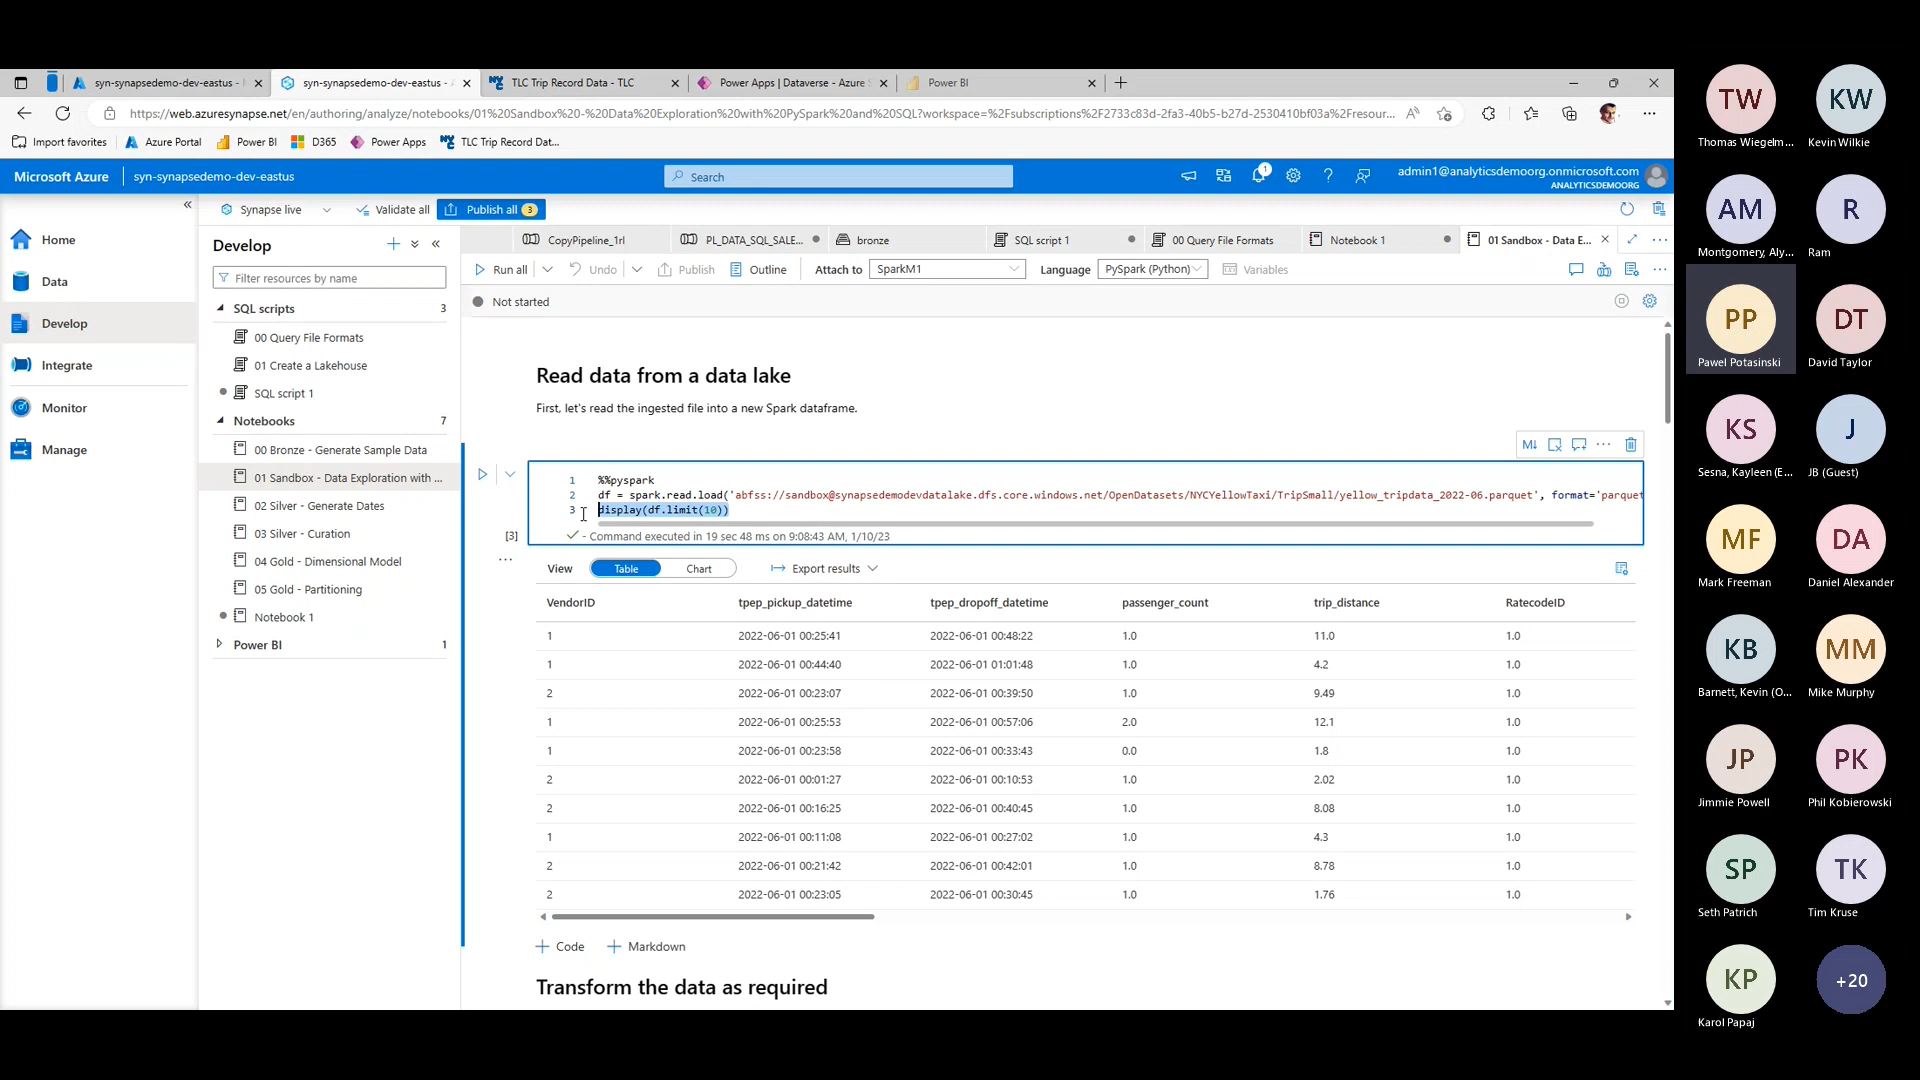 syn-synapsedemo-dev-eastus -
syn-synapsedemo-dev-eastus -
TLC Trip Record Data - TLC
Power Apps | Dataverse - Azure
Power BI
https://web.azuresynapse.net/en/authoring/analyze/notebooks/01%20Sandbox%20-%20Data%20Exploration%20with%20PySpark%20and%20SQL?workspace=%2Fsubscriptions%2F2733c83d-2fa3-40b5-b27d-2530410bf03a%2Fresour...
Import favorites
Azure Portal
Power BI
D365
Power Apps
TLC Trip Record Dat...
Microsoft Azure
syn-synapsedemo-dev-eastus
Search
1
admin1@analyticsdemoorg.onmicrosoft.com
ANALYTICSDEMOORG
Synapse live
Validate all
Publish all 3
Home
Data
Develop
Integrate
Monitor
Manage
Develop
Filter resources by name
SQL scripts 3
00 Query File Formats
01 Create a Lakehouse
SQL script 1
Notebooks 7
00 Bronze - Generate Sample Data
01 Sandbox - Data Exploration with ...
02 Silver - Generate Dates
03 Silver - Curation
04 Gold - Dimensional Model
05 Gold - Partitioning
Notebook 1
Power BI 1
CopyPipeline_1rl
PL_DATA_SQL_SALE...
bronze
SQL script 1
00 Query File Formats
Notebook 1
01 Sandbox - Data E...
Run all
Undo
Publish
Outline
Attach to SparkM1
Language PySpark (Python)
Variables
Not started
Read data from a data lake
First, let's read the ingested file into a new Spark dataframe.
M↓
1 %%pyspark
2 df = spark.read.load('abfss://sandbox@synapsedemodevdatalake.dfs.core.windows.net/OpenDatasets/NYCYellowTaxi/TripSmall/yellow_tripdata_2022-06.parquet', format='parquet
3 display(df.limit(10))
[3] - Command executed in 19 sec 48 ms on 9:08:43 AM, 1/10/23
View Table Chart Export results
VendorID tpep_pickup_datetime tpep_dropoff_datetime passenger_count trip_distance RatecodeID
1 2022-06-01 00:25:41 2022-06-01 00:48:22 1.0 11.0 1.0
1 2022-06-01 00:44:40 2022-06-01 01:01:48 1.0 4.2 1.0
2 2022-06-01 00:23:07 2022-06-01 00:39:50 1.0 9.49 1.0
1 2022-06-01 00:25:53 2022-06-01 00:57:06 2.0 12.1 1.0
1 2022-06-01 00:23:58 2022-06-01 00:33:43 0.0 1.8 1.0
2 2022-06-01 00:01:27 2022-06-01 00:10:53 1.0 2.02 1.0
2 2022-06-01 00:16:25 2022-06-01 00:40:45 1.0 8.08 1.0
1 2022-06-01 00:11:08 2022-06-01 00:27:02 1.0 4.3 1.0
2 2022-06-01 00:21:42 2022-06-01 00:42:01 1.0 8.78 1.0
2 2022-06-01 00:23:05 2022-06-01 00:30:45 1.0 1.76 1.0
Code
Markdown
Transform the data as required
TW
Thomas Wiegelm...
KW
Kevin Wilkie
AM
Montgomery, Aly...
R
Ram
PP
Pawel Potasinski
DT
David Taylor
KS
Sesna, Kayleen (E...
J
JB (Guest)
MF
Mark Freeman
DA
Daniel Alexander
KB
Barnett, Kevin (O...
MM
Mike Murphy
JP
Jimmie Powell
PK
Phil Kobierowski
SP
Seth Patrich
TK
Tim Kruse
KP
Karol Papaj
+20